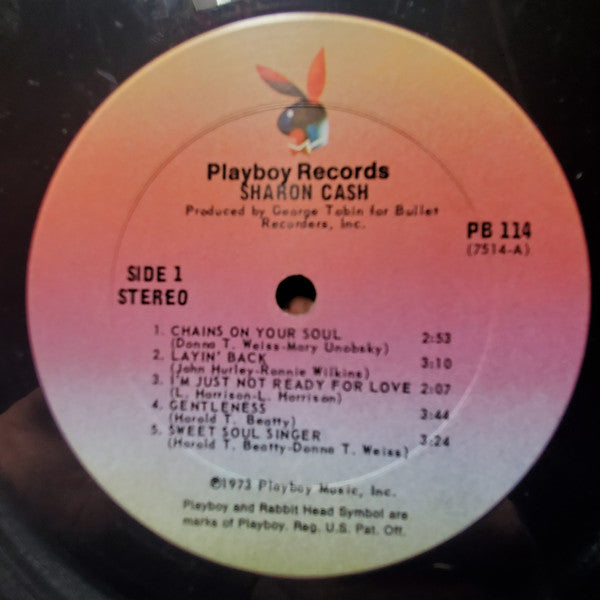 Playboy Records
SHARON CASH
Produced by George Tobin for Bullet
Recorders, Inc.
PB 114
(7514-A)
SIDE 1
STEREO
1. CHAINS ON YOUR SOUL 2:53
(Donna T. Weiss-Mary Unobsky)
2. LAYIN' BACK 3:10
(John Hurley-Ronnie Wilkins)
3. I'M JUST NOT READY FOR LOVE 2:07
(L. Harrison-L. Harrison)
4. GENTLENESS 3:44
(Harold T. Beatty)
5. SWEET SOUL SINGER 3:24
(Harold T. Beatty-Donna T. Weiss)
℗1973 Playboy Music, Inc.
Playboy and Rabbit Head Symbol are
marks of Playboy. Reg. U.S. Pat. Off.